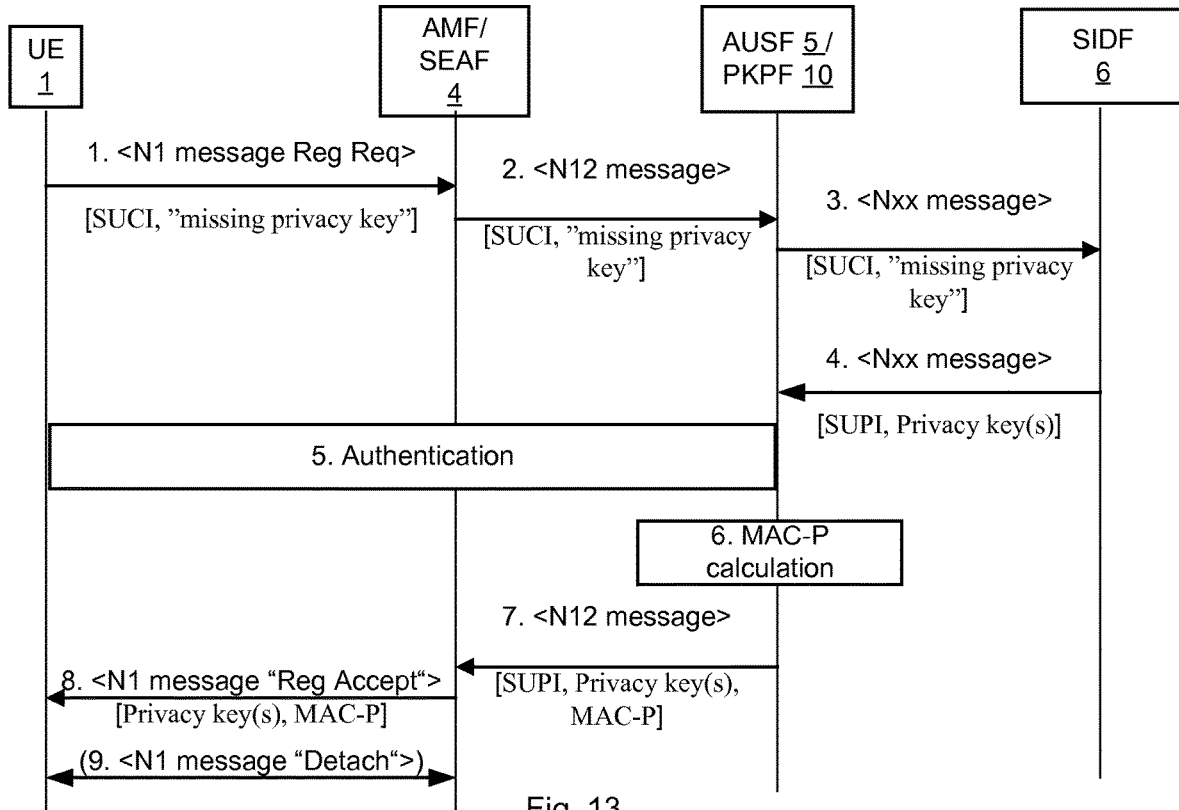 UE
1
AMF/
SEAF
4
AUSF 5/
PKPF 10
SIDF
6
1. <N1 message Reg Req>
[SUCI, ”missing privacy key”]
2. <N12 message>
[SUCI, ”missing privacy
key”]
3. <Nxx message>
[SUCI, ”missing privacy
key”]
4. <Nxx message>
[SUPI, Privacy key(s)]
5. Authentication
6. MAC-P
calculation
7. <N12 message>
[SUPI, Privacy key(s),
MAC-P]
8. <N1 message “Reg Accept“>
[Privacy key(s), MAC-P]
(9. <N1 message “Detach“>)
Fig. 13